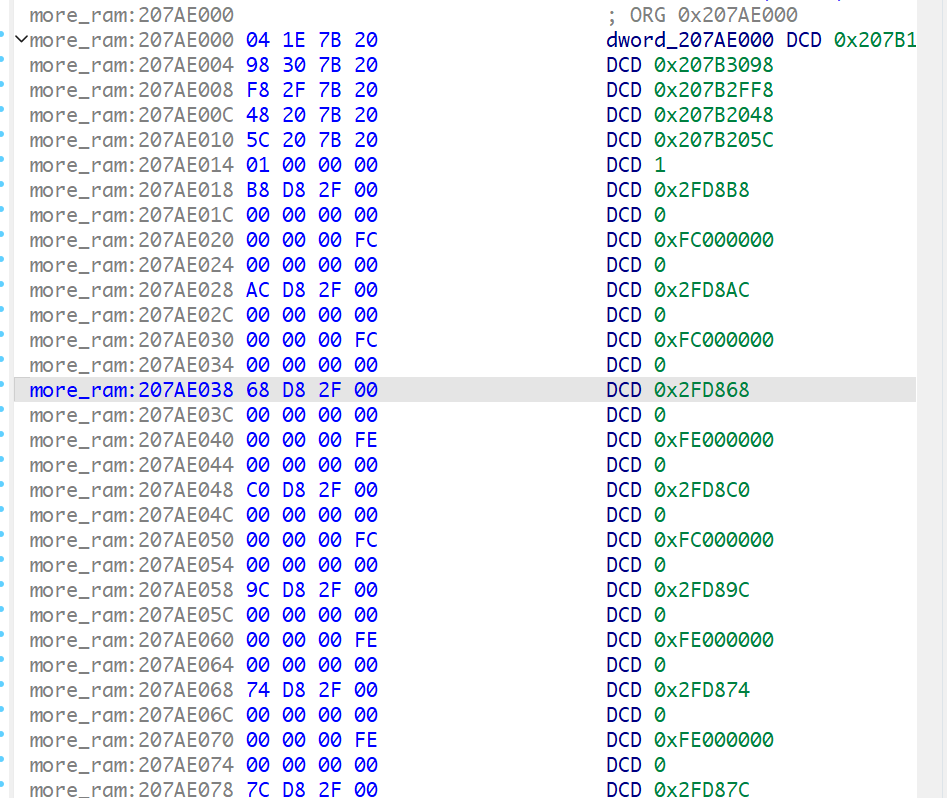 more_ram:207AE000 ; ORG 0x207AE000
more_ram:207AE000 04 1E 7B 20 dword_207AE000 DCD 0x207B1
more_ram:207AE004 98 30 7B 20 DCD 0x207B3098
more_ram:207AE008 F8 2F 7B 20 DCD 0x207B2FF8
more_ram:207AE00C 48 20 7B 20 DCD 0x207B2048
more_ram:207AE010 5C 20 7B 20 DCD 0x207B205C
more_ram:207AE014 01 00 00 00 DCD 1
more_ram:207AE018 B8 D8 2F 00 DCD 0x2FD8B8
more_ram:207AE01C 00 00 00 00 DCD 0
more_ram:207AE020 00 00 00 FC DCD 0xFC000000
more_ram:207AE024 00 00 00 00 DCD 0
more_ram:207AE028 AC D8 2F 00 DCD 0x2FD8AC
more_ram:207AE02C 00 00 00 00 DCD 0
more_ram:207AE030 00 00 00 FC DCD 0xFC000000
more_ram:207AE034 00 00 00 00 DCD 0
more_ram:207AE038 68 D8 2F 00 DCD 0x2FD868
more_ram:207AE03C 00 00 00 00 DCD 0
more_ram:207AE040 00 00 00 FE DCD 0xFE000000
more_ram:207AE044 00 00 00 00 DCD 0
more_ram:207AE048 C0 D8 2F 00 DCD 0x2FD8C0
more_ram:207AE04C 00 00 00 00 DCD 0
more_ram:207AE050 00 00 00 FC DCD 0xFC000000
more_ram:207AE054 00 00 00 00 DCD 0
more_ram:207AE058 9C D8 2F 00 DCD 0x2FD89C
more_ram:207AE05C 00 00 00 00 DCD 0
more_ram:207AE060 00 00 00 FE DCD 0xFE000000
more_ram:207AE064 00 00 00 00 DCD 0
more_ram:207AE068 74 D8 2F 00 DCD 0x2FD874
more_ram:207AE06C 00 00 00 00 DCD 0
more_ram:207AE070 00 00 00 FE DCD 0xFE000000
more_ram:207AE074 00 00 00 00 DCD 0
more_ram:207AE078 7C D8 2F 00 DCD 0x2FD87C